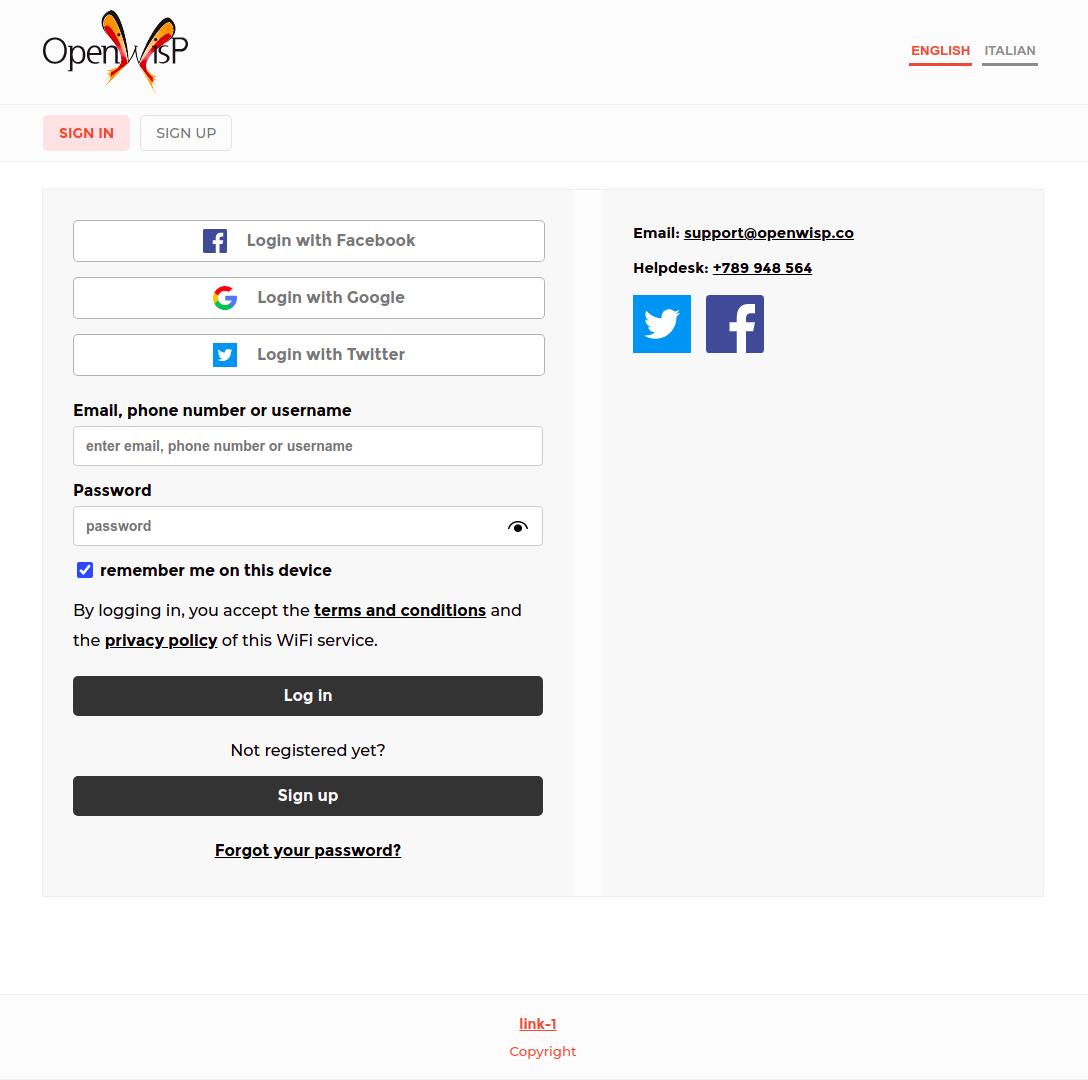 OpenWisP
ENGLISH ITALIAN
SIGN IN SIGN UP
Login with Facebook
Login with Google
Login with Twitter
Email, phone number or username
enter email, phone number or username
Password
password
remember me on this device
By logging in, you accept the terms and conditions and
the privacy policy of this WiFi service.
Log in
Not registered yet?
Sign up
Forgot your password?
Email: support@openwisp.co
Helpdesk: +789 948 564
link-1
Copyright